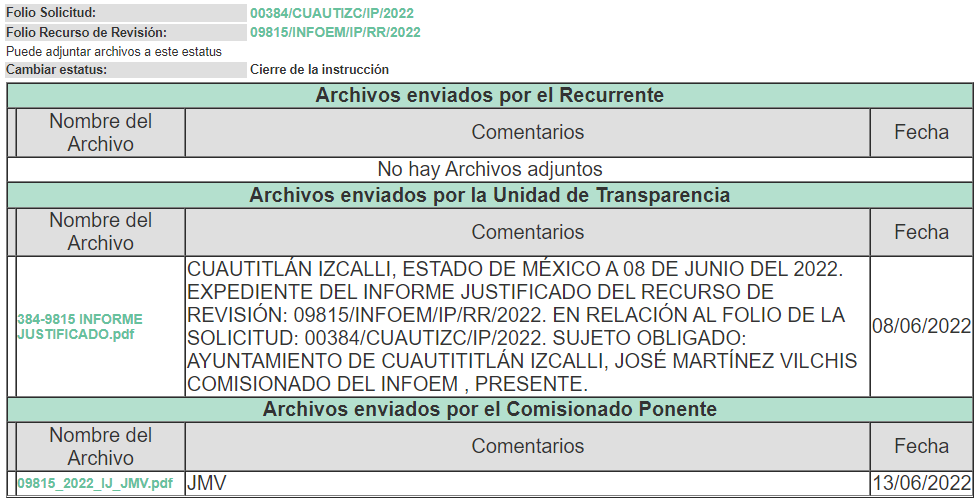 Folio Solicitud: 00384/CUAUTIZC/IP/2022
Folio Recurso de Revisión: 09815/INFOEM/IP/RR/2022
Puede adjuntar archivos a este estatus
Cambiar estatus: Cierre de la instrucción
Archivos enviados por el Recurrente
Nombre del
Archivo
Comentarios
Fecha
No hay Archivos adjuntos
Archivos enviados por la Unidad de Transparencia
Nombre del
Archivo
Comentarios
Fecha
384-9815 INFORME
JUSTIFICADO.pdf
CUAUTITLÁN IZCALLI, ESTADO DE MÉXICO A 08 DE JUNIO DEL 2022.
EXPEDIENTE DEL INFORME JUSTIFICADO DEL RECURSO DE
REVISIÓN: 09815/INFOEM/IP/RR/2022. EN RELACIÓN AL FOLIO DE LA
SOLICITUD: 00384/CUAUTIZC/IP/2022. SUJETO OBLIGADO:
AYUNTAMIENTO DE CUAUTITITLÁN IZCALLI, JOSÉ MARTÍNEZ VILCHIS
COMISIONADO DEL INFOEM , PRESENTE.
08/06/2022
Archivos enviados por el Comisionado Ponente
Nombre del
Archivo
Comentarios
Fecha
09815_2022_IJ_JMV.pdf
JMV
13/06/2022